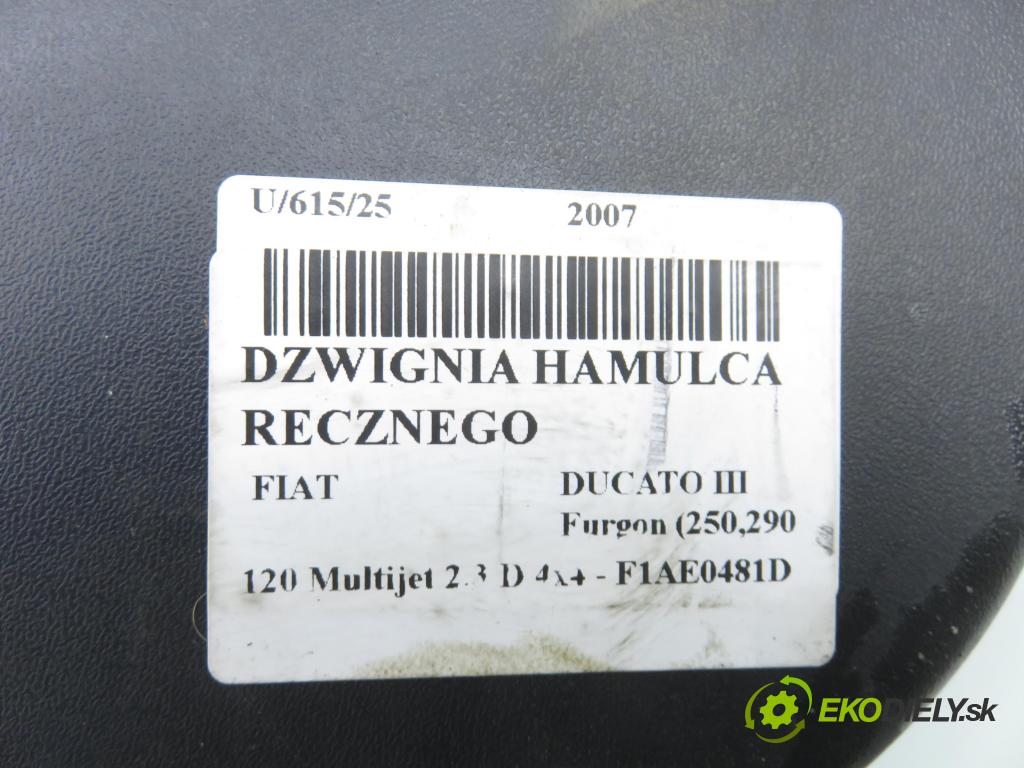 U/615/25 2007
DZWIGNIA HAMULCA
RECZNEGO
FIAT DUCATO III
Furgon (250,290
120 Multijet 2.3 D 4x4 - F1AE0481D
EKODIELY.sk